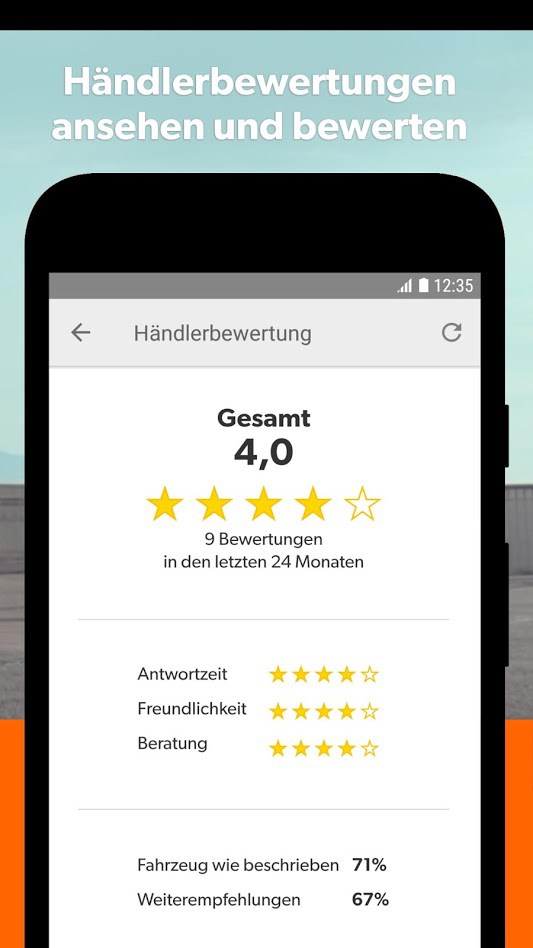 Händlerbewertungen
ansehen und bewerten
12:35
Händlerbewertung
Gesamt
4,0
9 Bewertungen
in den letzten 24 Monaten
Antwortzeit
Freundlichkeit
Beratung
Fahrzeug wie beschrieben 71%
Weiterempfehlungen 67%